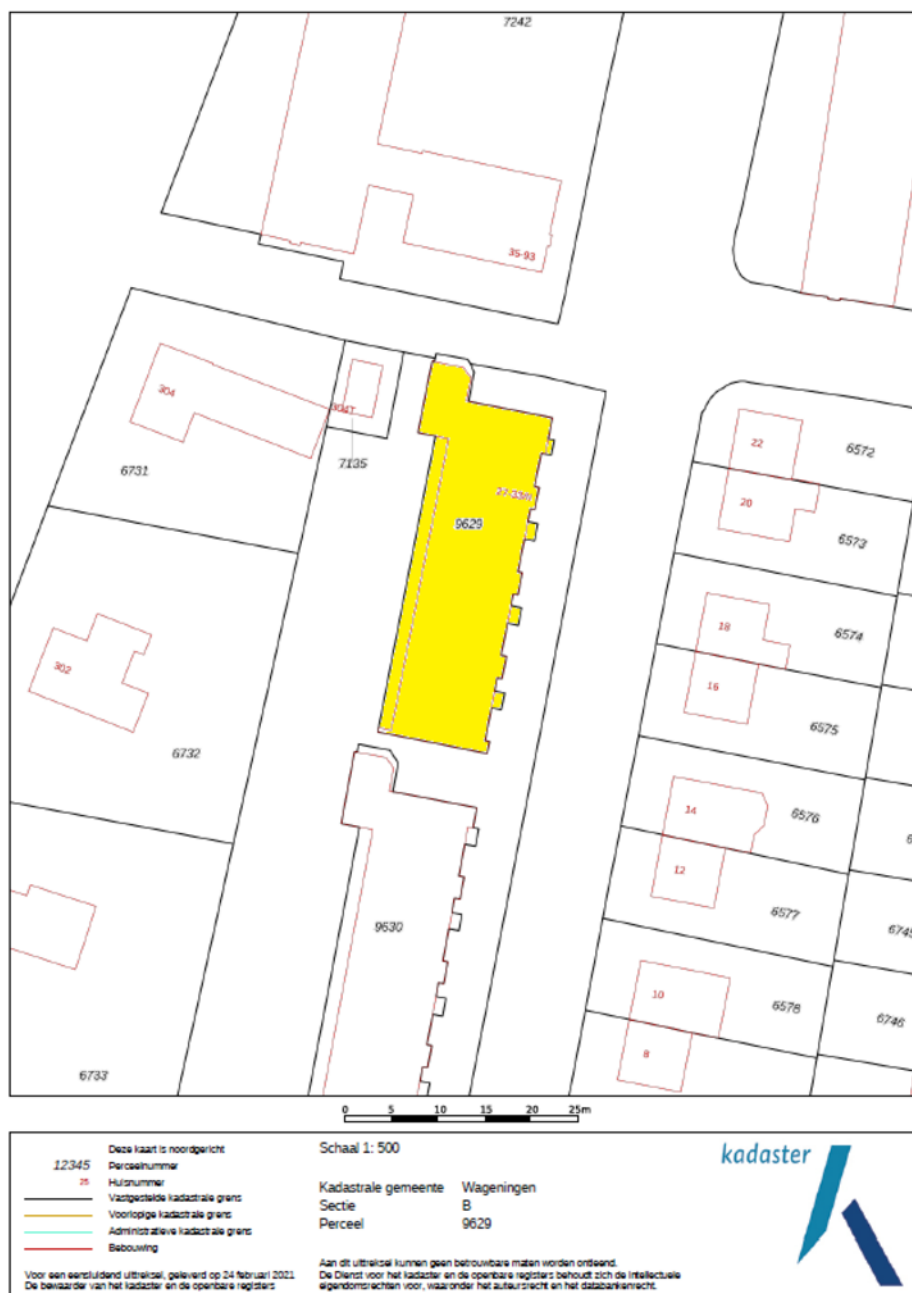 7242
35-93
304
304T
7135
6731
22
6572
20
6573
27-33/II
9629
18
6574
16
6575
302
6732
14
6576
12
6577
9630
6745
10
6578
6746
8
6733
0 5 10 15 20 25m
Deze kaart is noordgericht
12345 Perceelnummer
25 Huisnummer
Vastgestelde kadastrale grens
Voorlopige kadastrale grens
Administratieve kadastrale grens
Bebouwing
Voor een eensluidend uittreksel, geleverd op 24 februari 2021
De bewaarder van het kadaster en de openbare registers
Schaal 1: 500
Kadastrale gemeente Wageningen
Sectie B
Perceel 9629
Aan dit uittreksel kunnen geen betrouwbare maten worden ontleend.
De Dienst voor het kadaster en de openbare registers behoudt zich de intellectuele
eigendomsrechten voor, waaronder het auteursrecht en het databankenrecht.
kadaster